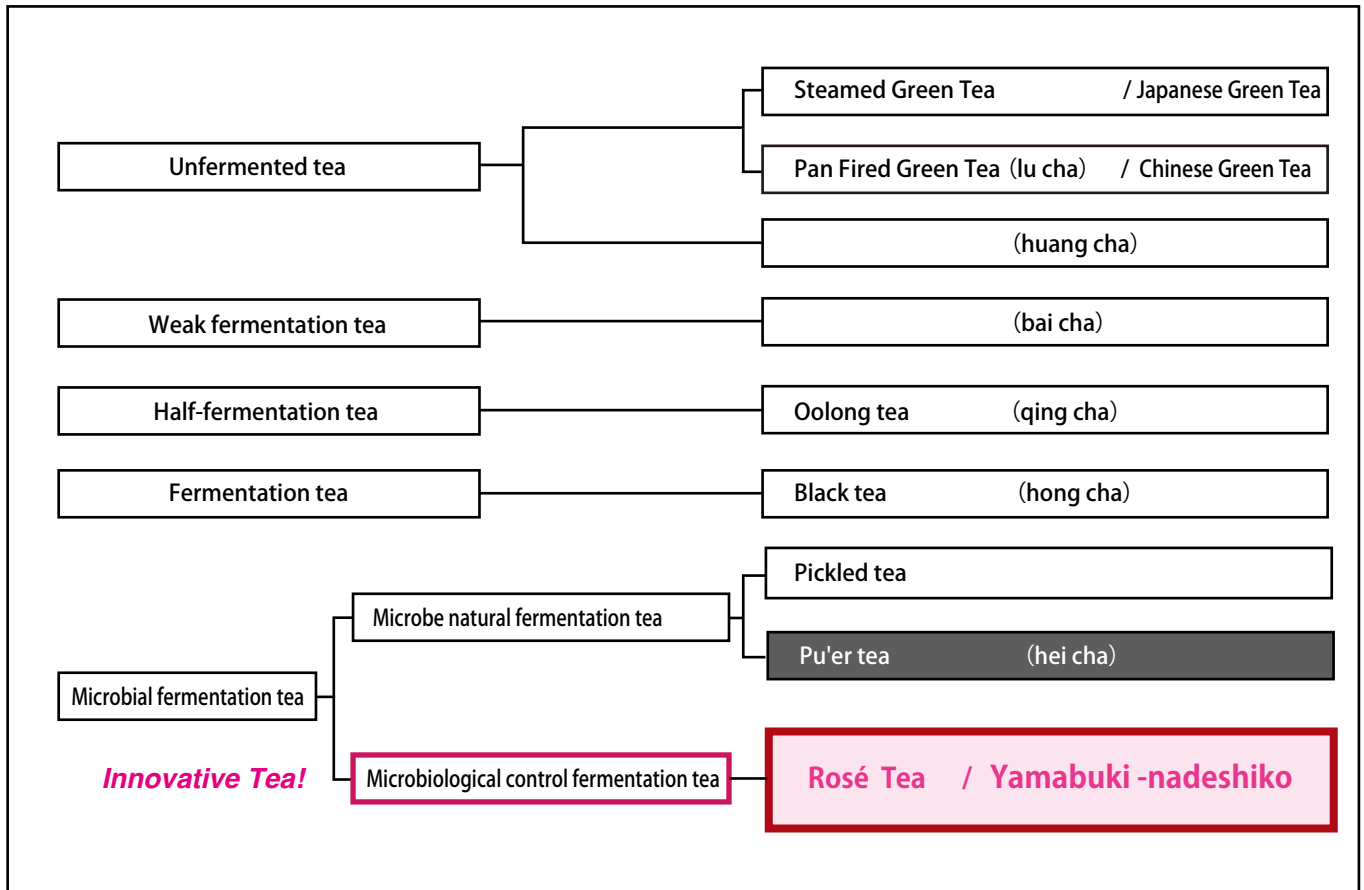 Unfermented tea
Steamed Green Tea / Japanese Green Tea
Pan Fired Green Tea（lu cha） / Chinese Green Tea
（huang cha）
Weak fermentation tea
（bai cha）
Half-fermentation tea
Oolong tea （qing cha）
Fermentation tea
Black tea （hong cha）
Microbial fermentation tea
Microbe natural fermentation tea
Pickled tea
Pu'er tea （hei cha）
Innovative Tea!
Microbiological control fermentation tea
Rosé Tea / Yamabuki -nadeshiko